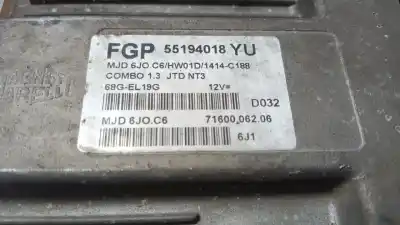 FGP 55194018 YU
MJD 6JO.C6/HW01D/1414-C188
COMBO 1.3 JTD NT3
68G-EL19G 12V=
D032
MJD 6JO.C6 71600,062.06
6J1